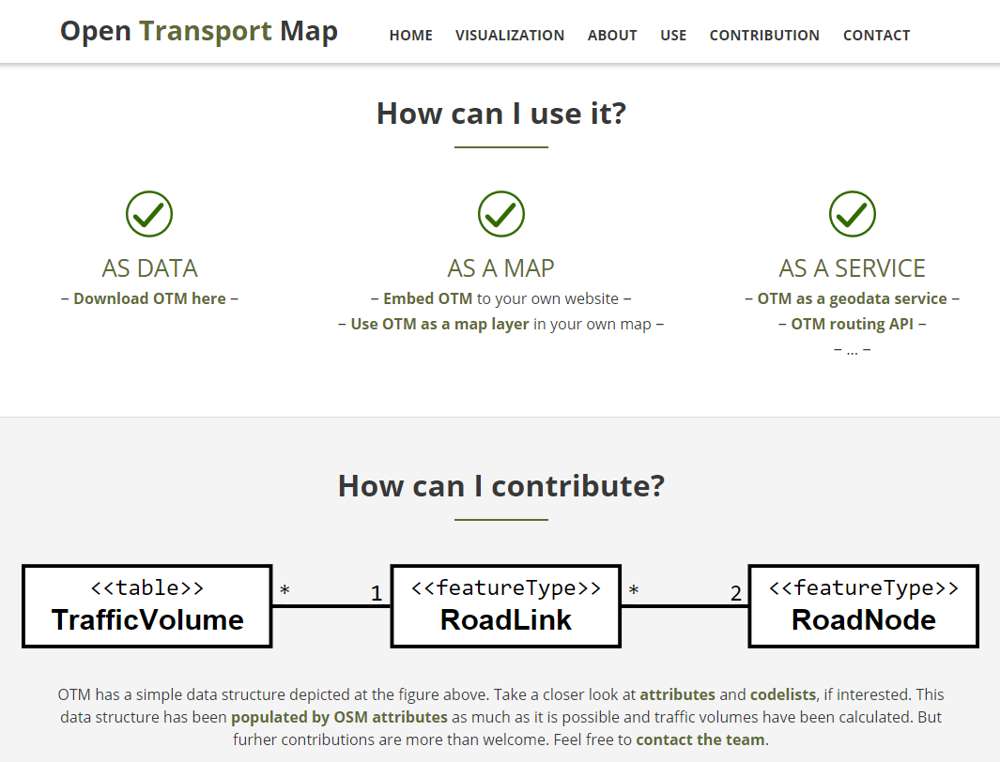 Open Transport Map
HOME VISUALIZATION ABOUT USE CONTRIBUTION CONTACT
How can I use it?
AS DATA
– Download OTM here –
AS A MAP
– Embed OTM to your own website –
– Use OTM as a map layer in your own map –
AS A SERVICE
– OTM as a geodata service –
– OTM routing API –
– ... –
How can I contribute?
<<table>>
TrafficVolume
* 1
<<featureType>>
RoadLink
* 2
<<featureType>>
RoadNode
OTM has a simple data structure depicted at the figure above. Take a closer look at attributes and codelists, if interested. This
data structure has been populated by OSM attributes as much as it is possible and traffic volumes have been calculated. But
furher contributions are more than welcome. Feel free to contact the team.